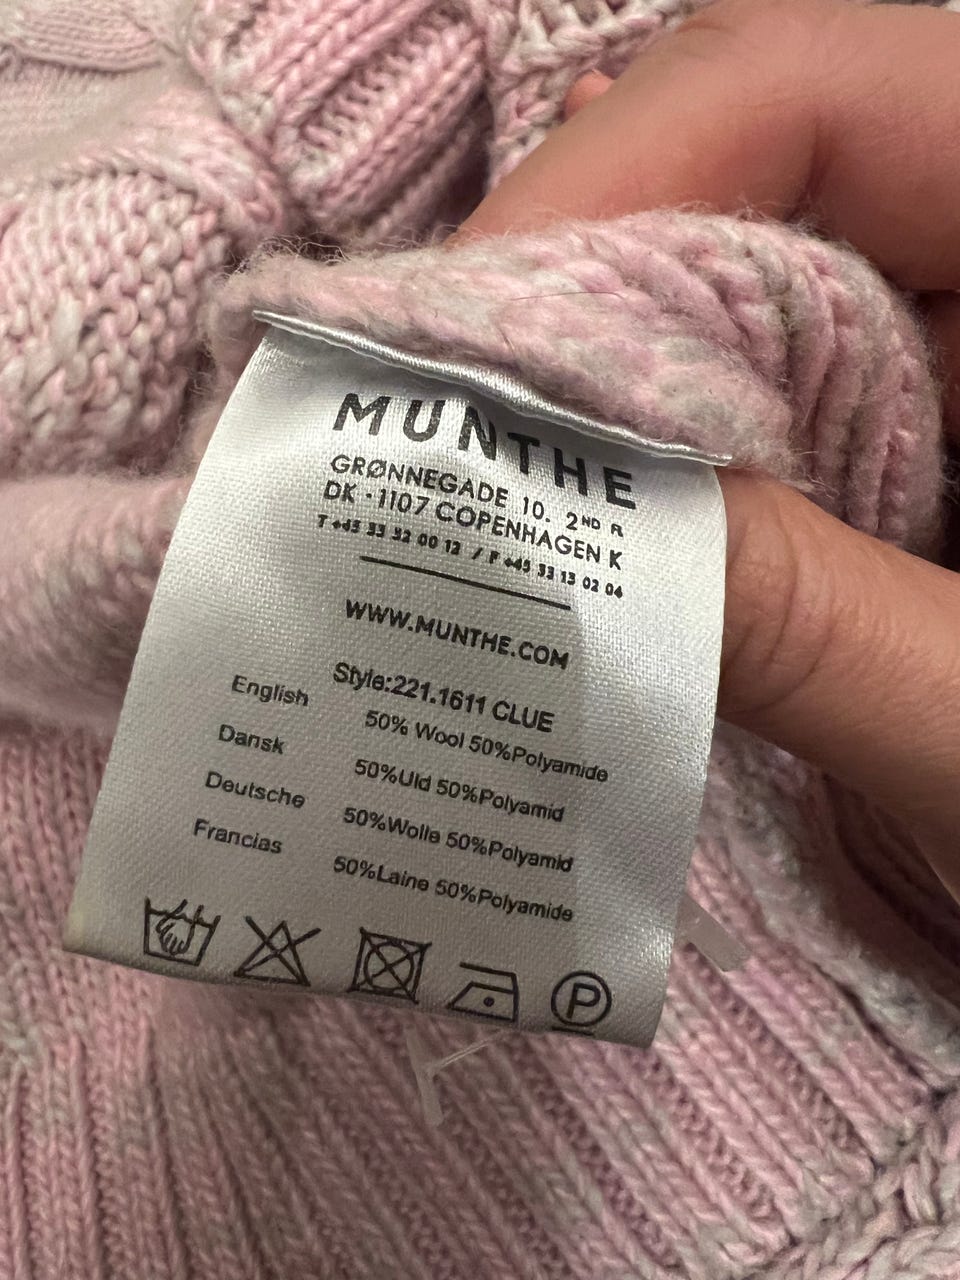 MUNTHE
GRØNNEGADE 10. 2ND R
DK - 1107 COPENHAGEN K
T +45 33 32 00 12 / F +45 33 13 02 04
WWW.MUNTHE.COM
Style:221.1611 CLUE
English 50% Wool 50%Polyamide
Dansk 50%Uld 50%Polyamid
Deutsche 50%Wolle 50%Polyamid
Francias 50%Laine 50%Polyamide
P